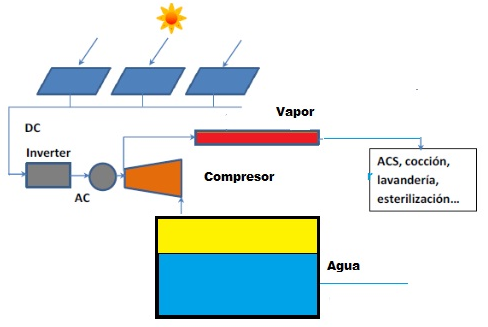 Vapor
DC
Inverter
AC
Compresor
ACS, cocción,
lavandería,
esterilización...
Agua